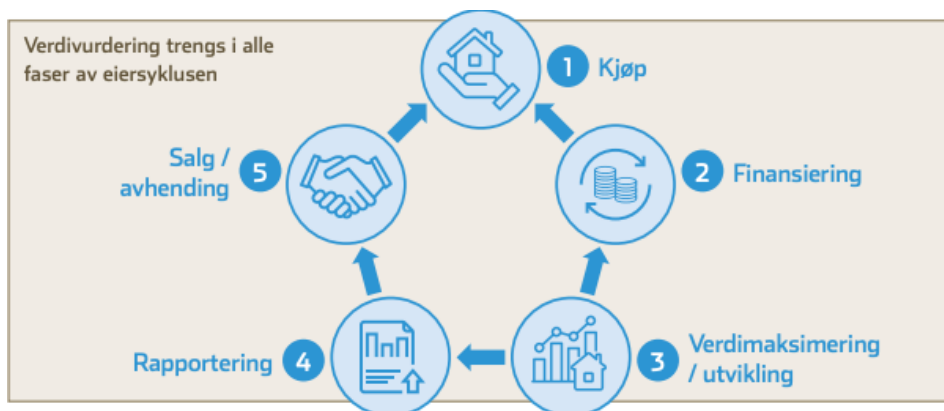 Verdivurdering trengs i alle
faser av eiersyklusen
1 Kjøp
2 Finansiering
3 Verdimaksimering
/ utvikling
4 Rapportering
5 Salg /
avhending